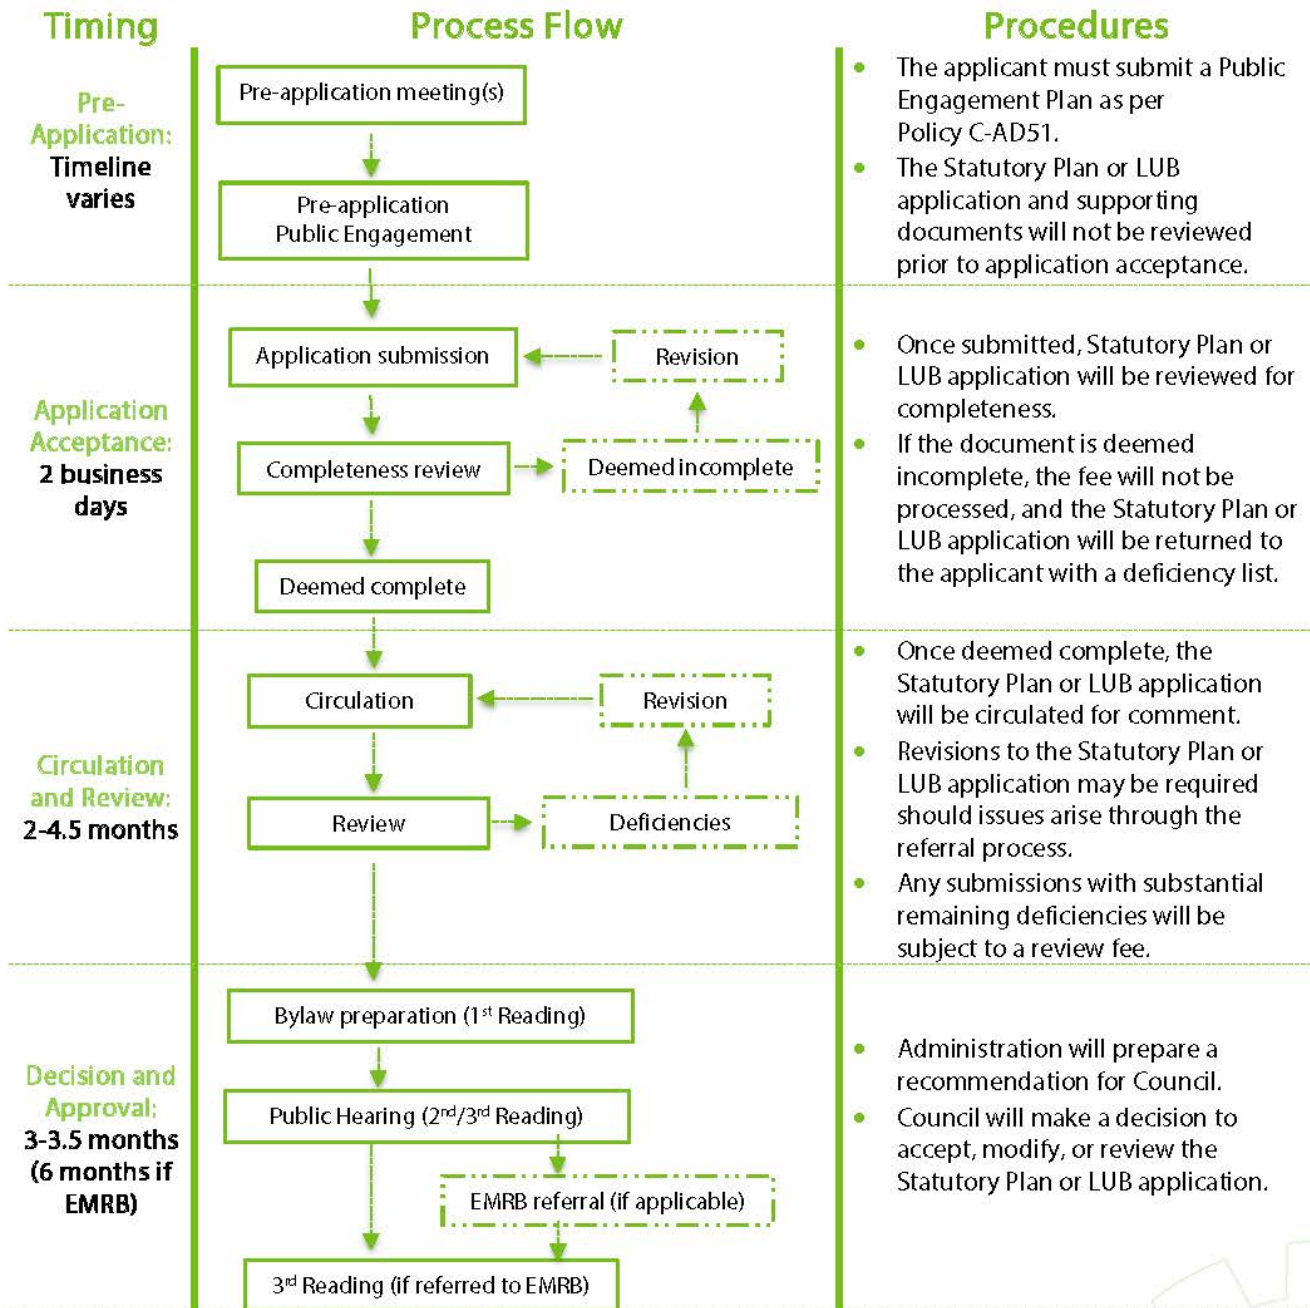 Timing
Process Flow
Procedures
Pre-
Application:
Timeline
varies
Pre-application meeting(s)
Pre-application
Public Engagement
• The applicant must submit a Public
Engagement Plan as per
Policy C-AD51.
• The Statutory Plan or LUB
application and supporting
documents will not be reviewed
prior to application acceptance.
Application
Acceptance:
2 business
days
Application submission
Revision
Completeness review
Deemed incomplete
Deemed complete
• Once submitted, Statutory Plan or
LUB application will be reviewed for
completeness.
• If the document is deemed
incomplete, the fee will not be
processed, and the Statutory Plan or
LUB application will be returned to
the applicant with a deficiency list.
Circulation
and Review:
2-4.5 months
Circulation
Revision
Review
Deficiencies
• Once deemed complete, the
Statutory Plan or LUB application
will be circulated for comment.
• Revisions to the Statutory Plan or
LUB application may be required
should issues arise through the
referral process.
• Any submissions with substantial
remaining deficiencies will be
subject to a review fee.
Decision and
Approval:
3-3.5 months
(6 months if
EMRB)
Bylaw preparation (1st Reading)
Public Hearing (2nd/3rd Reading)
EMRB referral (if applicable)
3rd Reading (if referred to EMRB)
• Administration will prepare a
recommendation for Council.
• Council will make a decision to
accept, modify, or review the
Statutory Plan or LUB application.